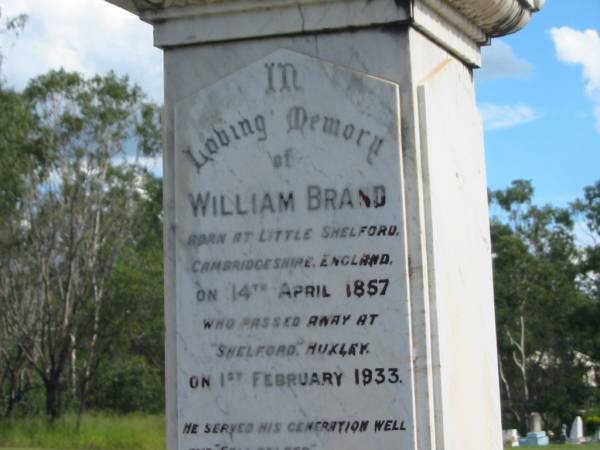 IN
Loving Memory
of
WILLIAM BRAND
BORN AT LITTLE SHELFORD,
CAMBRIDGESHIRE, ENGLAND,
ON 14TH APRIL 1857
WHO PASSED AWAY AT
"SHELFORD," HUXLEY,
ON 1ST FEBRUARY 1933.
HE SERVED HIS GENERATION WELL